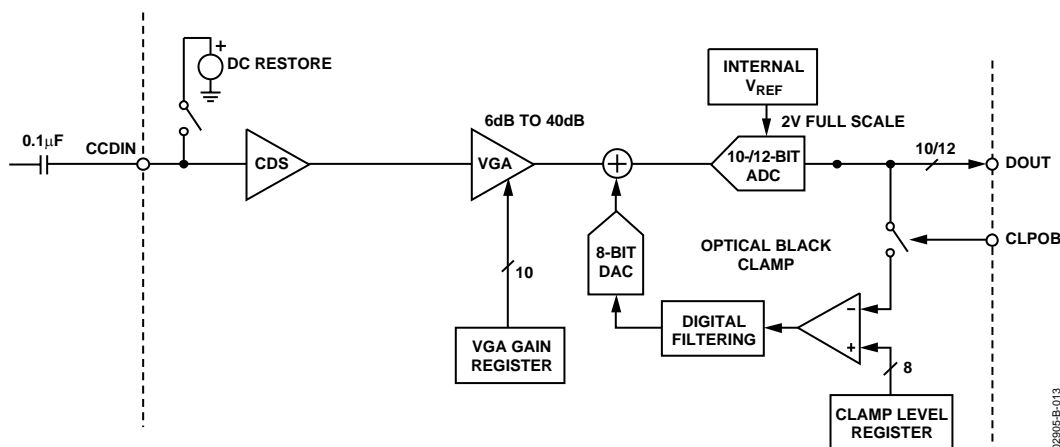 +
DC RESTORE
0.1μF
CCDIN
CDS
6dB TO 40dB
VGA
10
VGA GAIN
REGISTER
INTERNAL
VREF
2V FULL SCALE
10-/12-BIT
ADC
10/12
DOUT
CLPOB
8-BIT
DAC
OPTICAL BLACK
CLAMP
DIGITAL
FILTERING
–
+
8
CLAMP LEVEL
REGISTER
02905-B-013